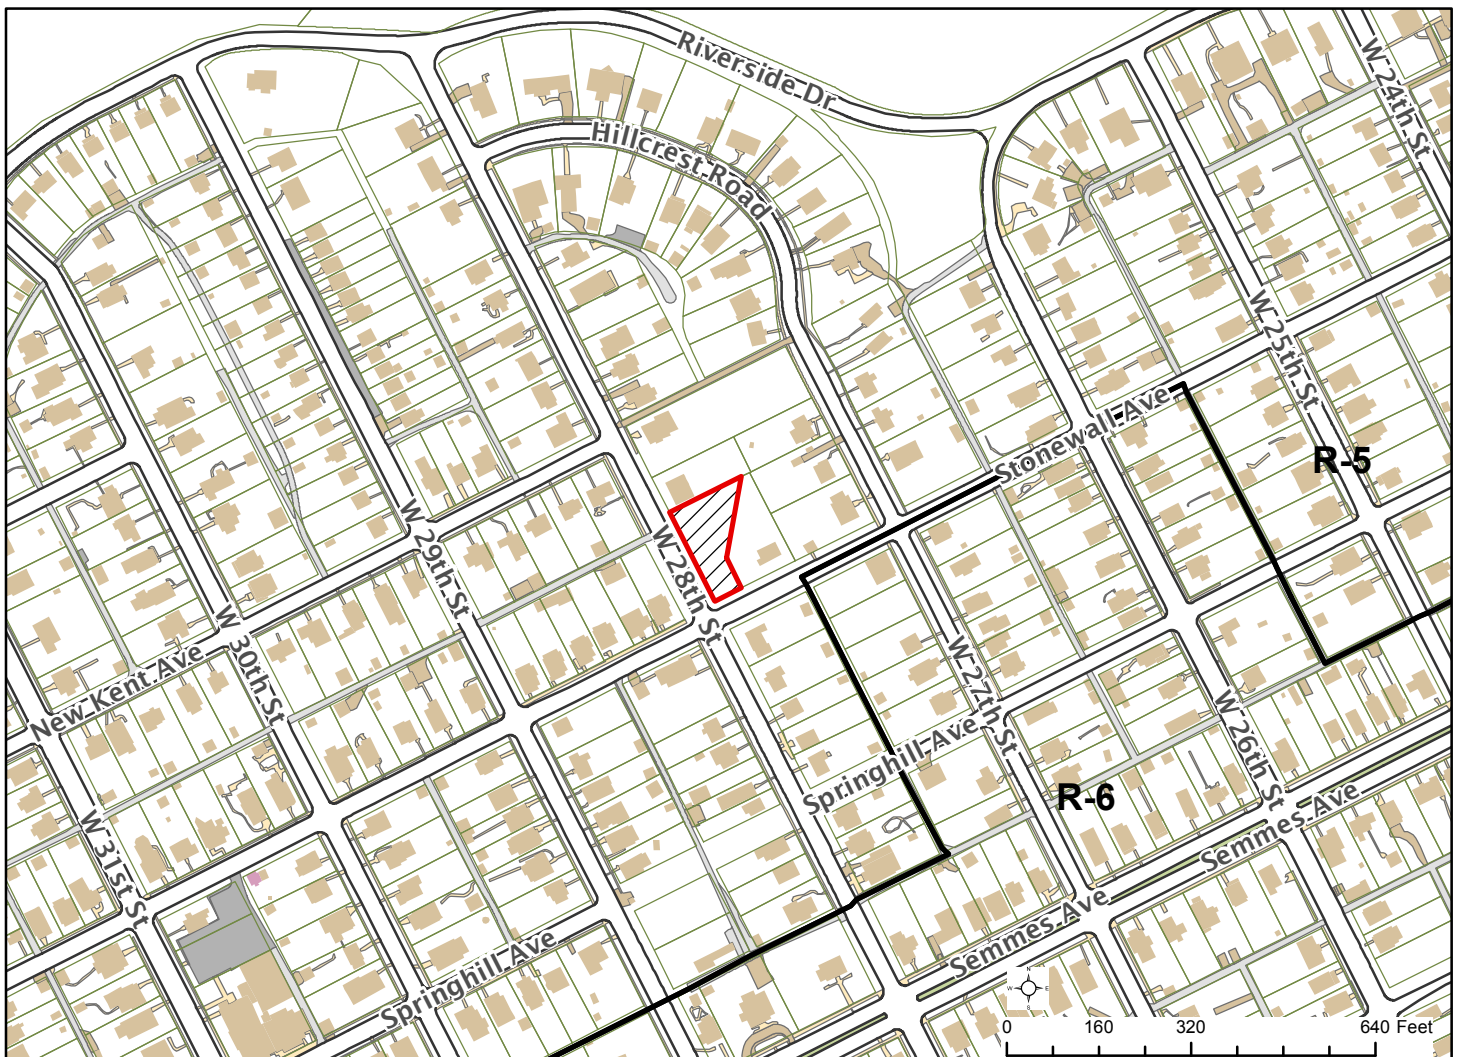 Riverside Dr
W 24th St
Hillcrest Road
W 25th St
Stonewall Ave
R-5
W 29th St
W 28th St
W 30th St
New Kent Ave
W 27th St
Springhill Ave
W 26th St
R-6
Semmes Ave
W 31st St
Semmes Ave
Springhill Ave
N
W E
S
0 160 320 640 Feet